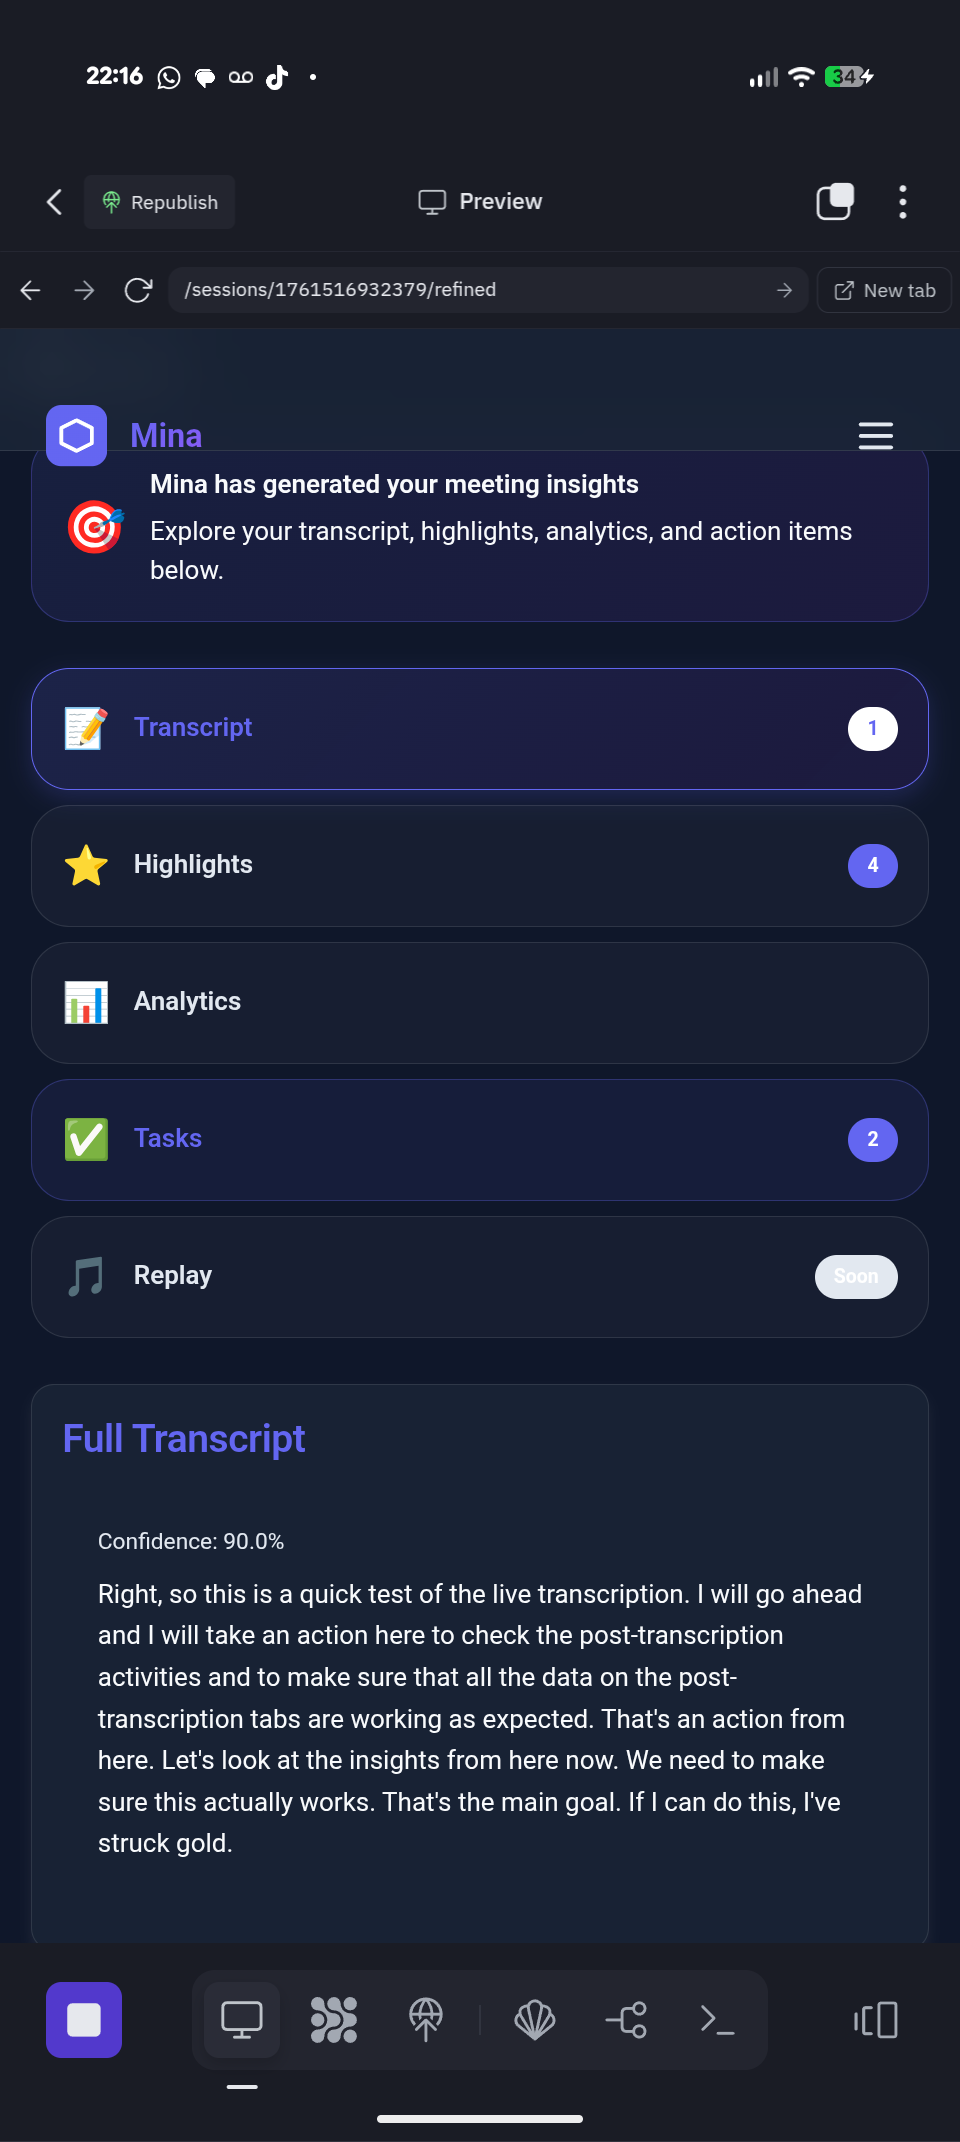 22:16
34
Republish
Preview
/sessions/1761516932379/refined
New tab
Mina
Mina has generated your meeting insights
Explore your transcript, highlights, analytics, and action items
below.
Transcript
1
Highlights
4
Analytics
Tasks
2
Replay
Soon
Full Transcript
Confidence: 90.0%
Right, so this is a quick test of the live transcription. I will go ahead
and I will take an action here to check the post-transcription
activities and to make sure that all the data on the post-
transcription tabs are working as expected. That's an action from
here. Let's look at the insights from here now. We need to make
sure this actually works. That's the main goal. If I can do this, I've
struck gold.